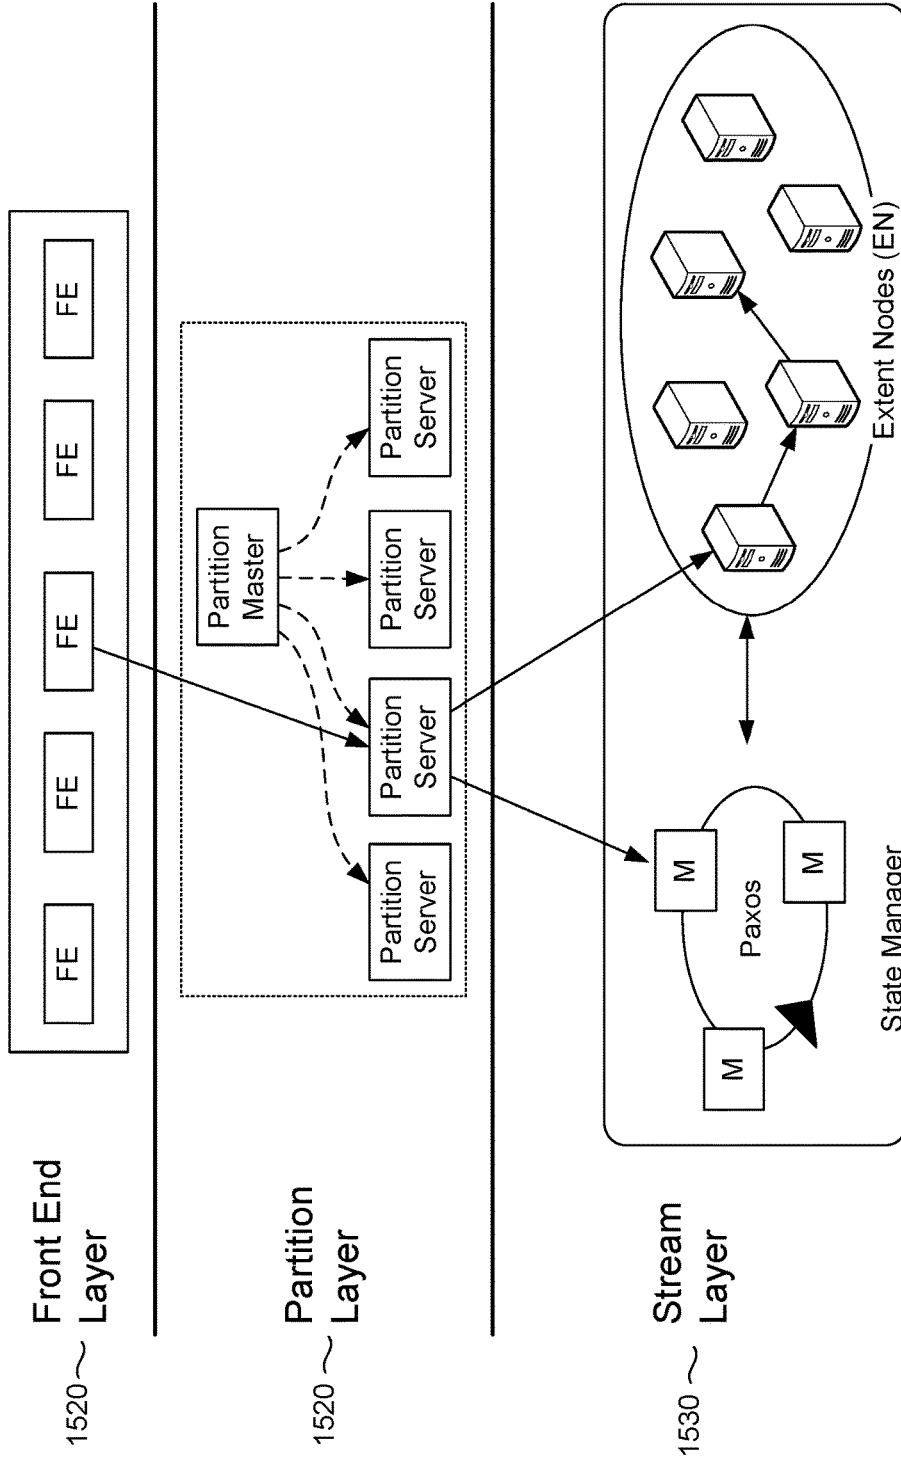 1520
Front End
Layer
FE
FE
FE
FE
FE
1520
Partition
Layer
Partition
Master
Partition
Server
Partition
Server
Partition
Server
Partition
Server
1530
Stream
Layer
M
M
M
Paxos
State Manager
Extent Nodes (EN)